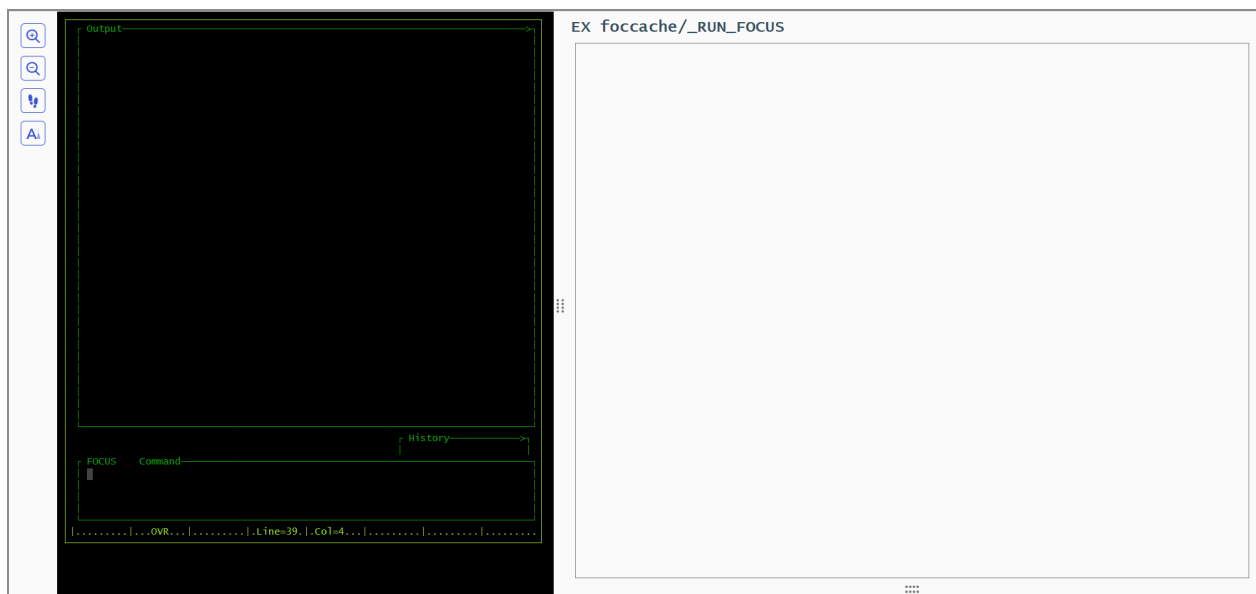 Output
EX foccache/_RUN_FOCUS
History
FOCUS    Command
|.........|...OVR...|.........|.Line=39.|.Col=4...|.........|.........|.........